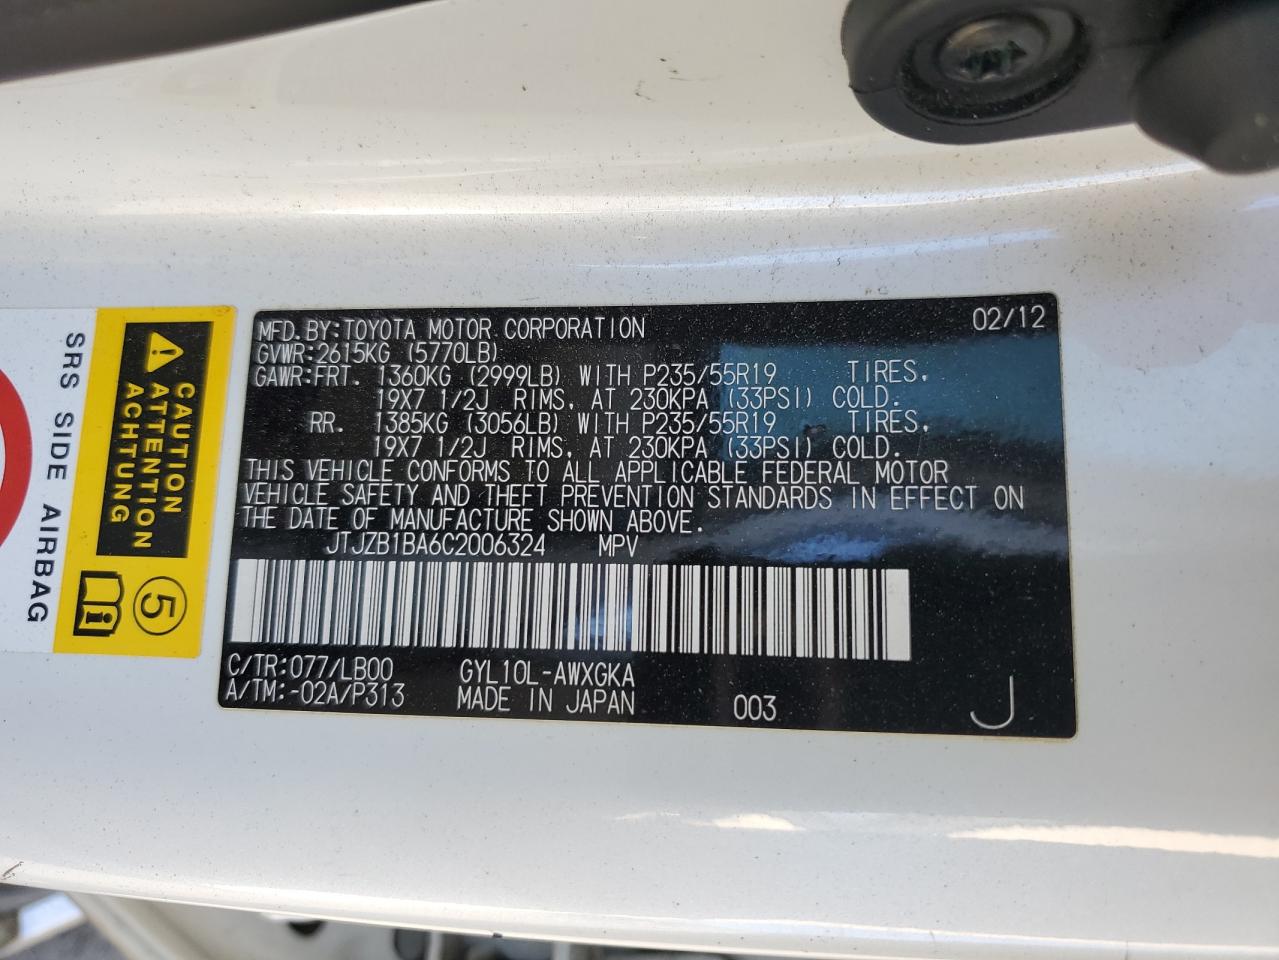 MFD. BY: TOYOTA MOTOR CORPORATION 02/12
GVWR: 2615KG (5770LB)
GAWR: FRT. 1360KG (2999LB) WITH P235/55R19 TIRES,
19X7 1/2J RIMS, AT 230KPA (33PSI) COLD.
RR. 1385KG (3056LB) WITH P235/55R19 TIRES,
19X7 1/2J RIMS, AT 230KPA (33PSI) COLD.
THIS VEHICLE CONFORMS TO ALL APPLICABLE FEDERAL MOTOR
VEHICLE SAFETY AND THEFT PREVENTION STANDARDS IN EFFECT ON
THE DATE OF MANUFACTURE SHOWN ABOVE.
JTJZB1BA6C2006324 MPV
C/TR: 077/LB00 GYL10L-AWXGKA
A/TM: -02A/P313 MADE IN JAPAN 003 J
CAUTION
ATTENTION
ACHTUNG
5
SRS SIDE AIRBAG